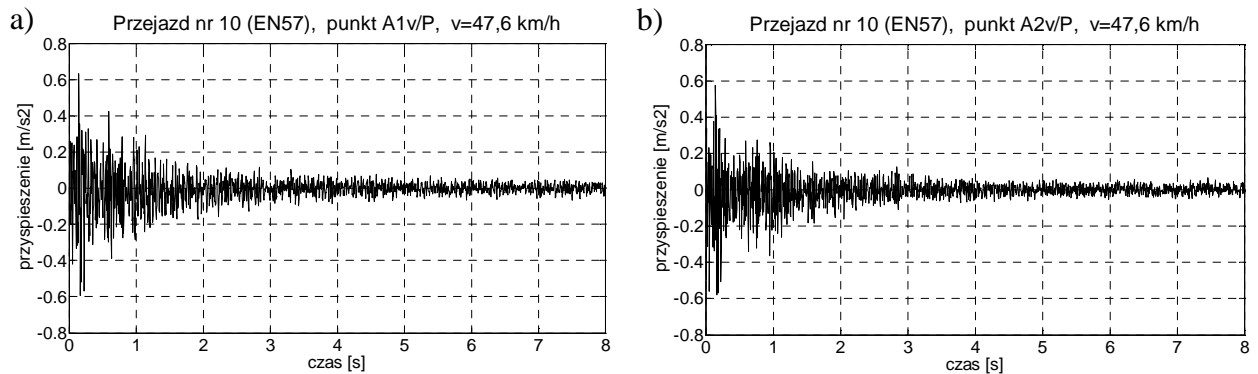 a)
Przejazd nr 10 (EN57), punkt A1v/P, v=47,6 km/h
przyspieszenie [m/s2]
0.8
0.6
0.4
0.2
0
-0.2
-0.4
-0.6
-0.8
0 1 2 3 4 5 6 7 8
czas [s]
b)
Przejazd nr 10 (EN57), punkt A2v/P, v=47,6 km/h
przyspieszenie [m/s2]
0.8
0.6
0.4
0.2
0
-0.2
-0.4
-0.6
-0.8
0 1 2 3 4 5 6 7 8
czas [s]